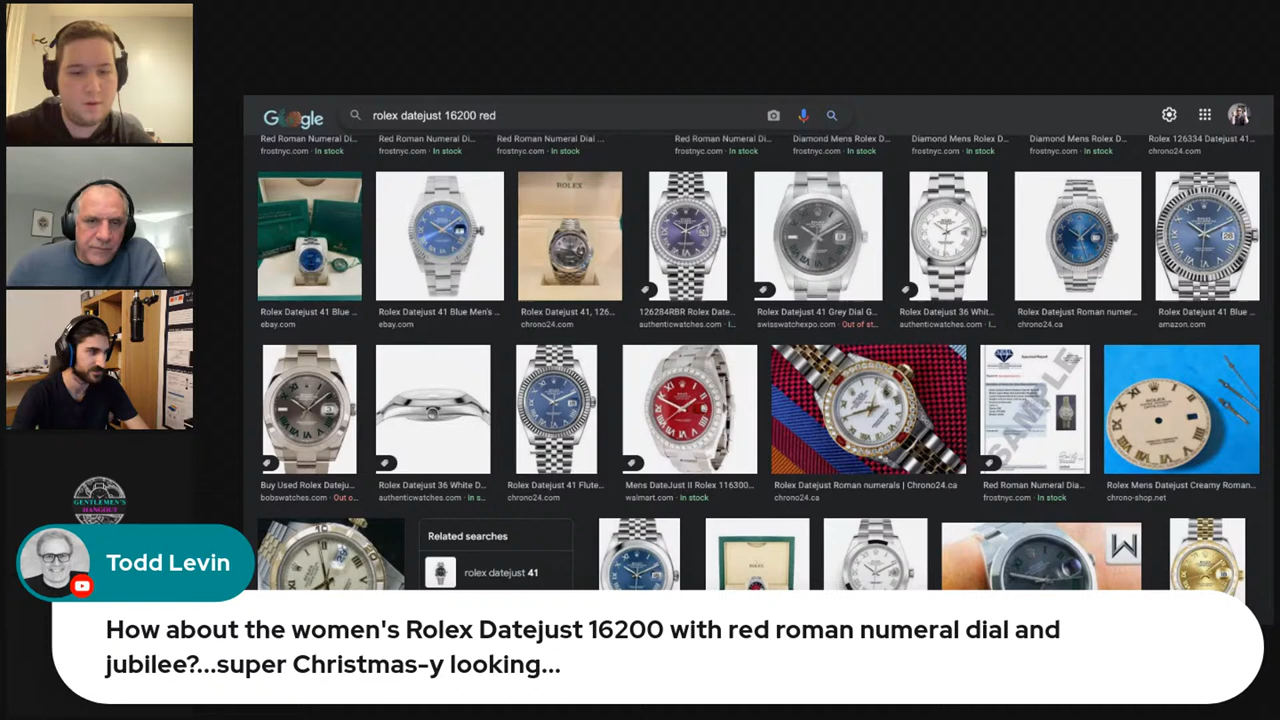 Google
rolex datejust 16200 red
Red Roman Numeral Di... Red Roman Numeral Di... Red Roman Numeral Dial ... Red Roman Numeral Di... Diamond Mens Rolex D... Diamond Mens Rolex D... Diamond Mens Rolex D... Rolex 126334 Datejust 41...
frostnyc.com · In stock frostnyc.com · In stock frostnyc.com · In stock frostnyc.com · In stock frostnyc.com · In stock frostnyc.com · In stock frostnyc.com · In stock chrono24.com
ROLEX
Rolex Datejust 41 Blue ... Rolex Datejust 41 Blue Men's ... Rolex Datejust 41, 126... 126284RBR Rolex Date... Rolex Datejust 41 Grey Dial G... Rolex Datejust 36 Whit... Rolex Datejust Roman numer... Rolex Datejust 41 Blue ...
ebay.com ebay.com chrono24.com authenticwatches.com · I... swisswatchexpo.com · Out of st... authenticwatches.com · I... chrono24.ca amazon.com
SAMPLE
Buy Used Rolex Dateju... Rolex Datejust 36 White D... Rolex Datejust 41 Flute... Mens DateJust II Rolex 116300... Rolex Datejust Roman numerals | Chrono24.ca Red Roman Numeral Dia... Rolex Mens Datejust Creamy Roman...
bobswatches.com · Out o... authenticwatches.com · In s... chrono24.com walmart.com · In stock chrono24.ca frostnyc.com · In stock chrono-shop.net
Related searches
rolex datejust 41
W
GENTLEMEN'S
HANGOUT
Todd Levin
How about the women's Rolex Datejust 16200 with red roman numeral dial and
jubilee?...super Christmas-y looking...